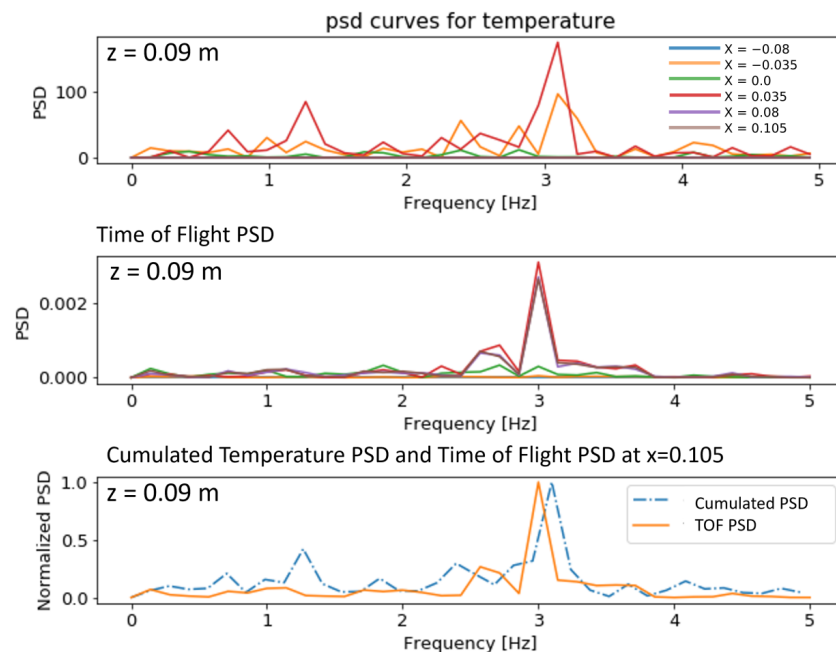 psd curves for temperature
z = 0.09 m
X = −0.08
X = −0.035
X = 0.0
X = 0.035
X = 0.08
X = 0.105
100
0
PSD
0 1 2 3 4 5
Frequency [Hz]
Time of Flight PSD
z = 0.09 m
0.002
0.000
PSD
0 1 2 3 4 5
Frequency [Hz]
Cumulated Temperature PSD and Time of Flight PSD at x=0.105
z = 0.09 m
Cumulated PSD
TOF PSD
1.0
0.5
0.0
Normalized PSD
0 1 2 3 4 5
Frequency [Hz]